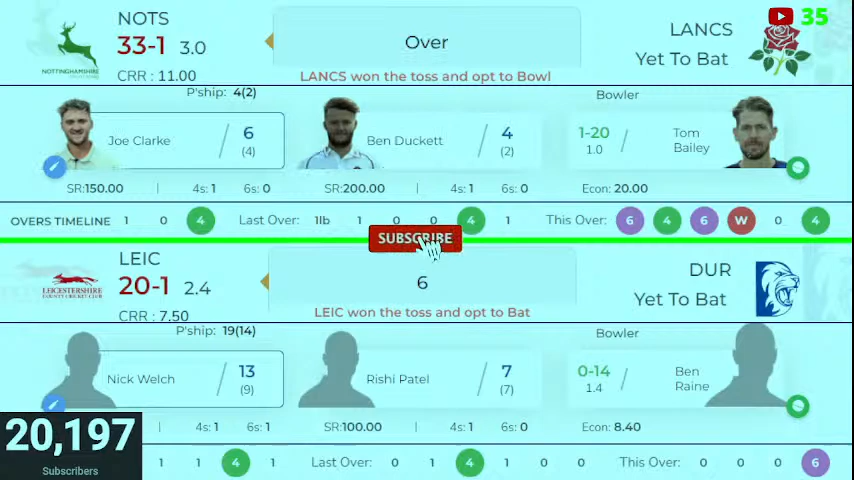 35
NOTS
33-1 3.0
CRR : 11.00
NOTTINGHAMSHIRE
Over
LANCS won the toss and opt to Bowl
LANCS
Yet To Bat
P'ship: 4(2)
Bowler
Joe Clarke
6
(4)
Ben Duckett
4
(2)
1-20
1.0
Tom
Bailey
SR:150.00 | 4s: 1 6s: 0
SR:200.00 | 4s: 1 6s: 0
Econ: 20.00
OVERS TIMELINE 1 0 4 Last Over: 1lb 1 0 0 4 1 This Over: 6 4 6 W 0 4
SUBSCRIBE
LEIC
20-1 2.4
CRR : 7.50
LEICESTERSHIRE
COUNTY CRICKET CLUB
6
LEIC won the toss and opt to Bat
DUR
Yet To Bat
P'ship: 19(14)
Bowler
Nick Welch
13
(9)
Rishi Patel
7
(7)
0-14
1.4
Ben
Raine
4s: 1 6s: 1
SR:100.00 | 4s: 1 6s: 0
Econ: 8.40
20,197
Subscribers
1 1 4 1 Last Over: 0 1 4 1 0 0 This Over: 0 0 0 6